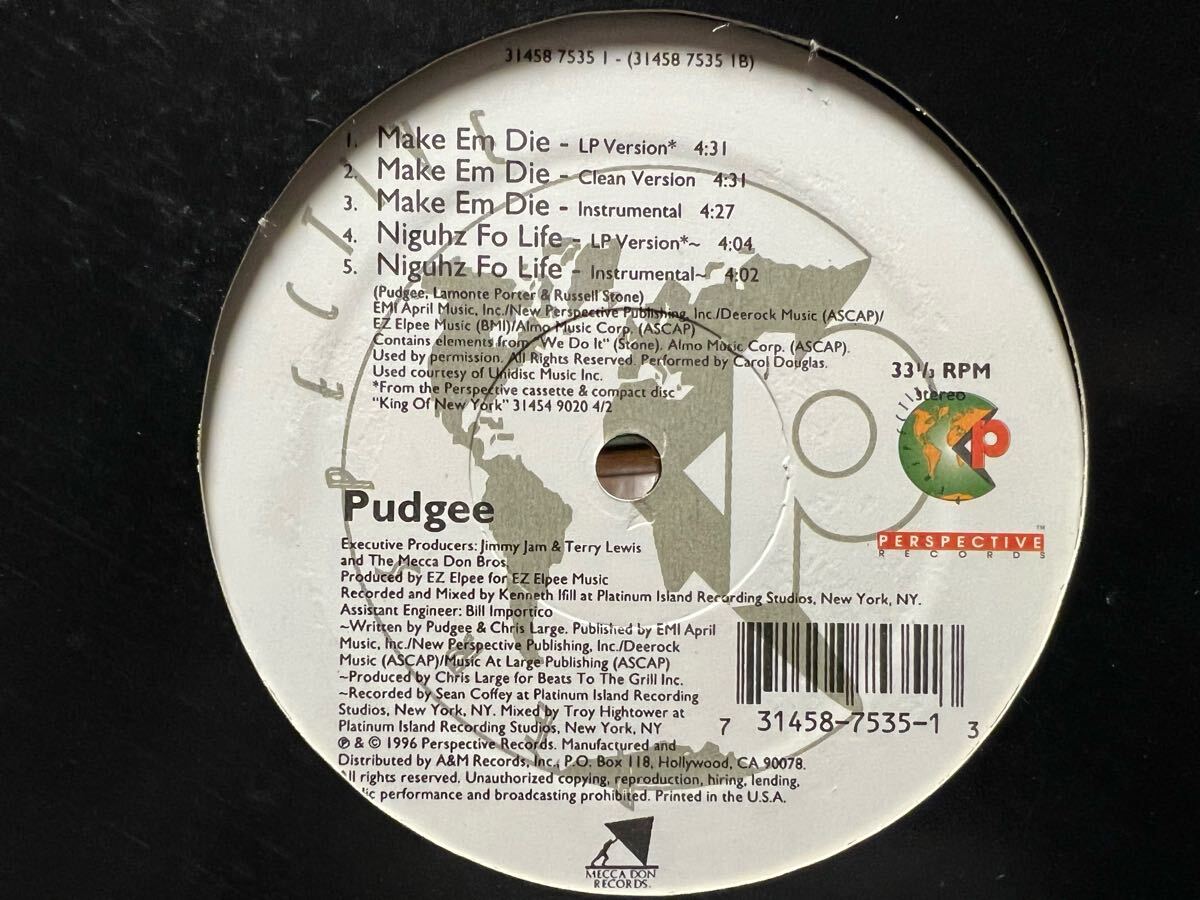 31458 7535 1 - (31458 7535 1B)
1. Make Em Die - LP Version* 4:31
2. Make Em Die - Clean Version 4:31
3. Make Em Die - Instrumental 4:27
4. Niguhz Fo Life - LP Version*~ 4:04
5. Niguhz Fo Life - Instrumental~ 4:02
(Pudgee, Lamonte Porter & Russell Stone)
EMI April Music, Inc./New Perspective Publishing, Inc./Deerock Music (ASCAP)/
EZ Elpee Music (BMI)/Almo Music Corp. (ASCAP)
Contains elements from "We Do It" (Stone), Almo Music Corp. (ASCAP).
Used by permission. All Rights Reserved. Performed by Carol Douglas.
Used courtesy of Unidisc Music Inc.
*From the Perspective cassette & compact disc
"King Of New York" 31454 9020 4/2
33 1/3 RPM
Stereo
P
PERSPECTIVE™
RECORDS
Pudgee
Executive Producers: Jimmy Jam & Terry Lewis
and The Mecca Don Bros.
Produced by EZ Elpee for EZ Elpee Music
Recorded and Mixed by Kenneth Ifill at Platinum Island Recording Studios, New York, NY.
Assistant Engineer: Bill Importico
~Written by Pudgee & Chris Large. Published by EMI April
Music, Inc./New Perspective Publishing, Inc./Deerock
Music (ASCAP)/Music At Large Publishing (ASCAP)
~Produced by Chris Large for Beats To The Grill Inc.
~Recorded by Sean Coffey at Platinum Island Recording
Studios, New York, NY. Mixed by Troy Hightower at
Platinum Island Recording Studios, New York, NY
℗ & © 1996 Perspective Records. Manufactured and
Distributed by A&M Records, Inc., P.O. Box 118, Hollywood, CA 90078.
All rights reserved. Unauthorized copying, reproduction, hiring, lending,
performance and broadcasting prohibited. Printed in the U.S.A.
7 31458-7535-1 3
MECCA DON
RECORDS.